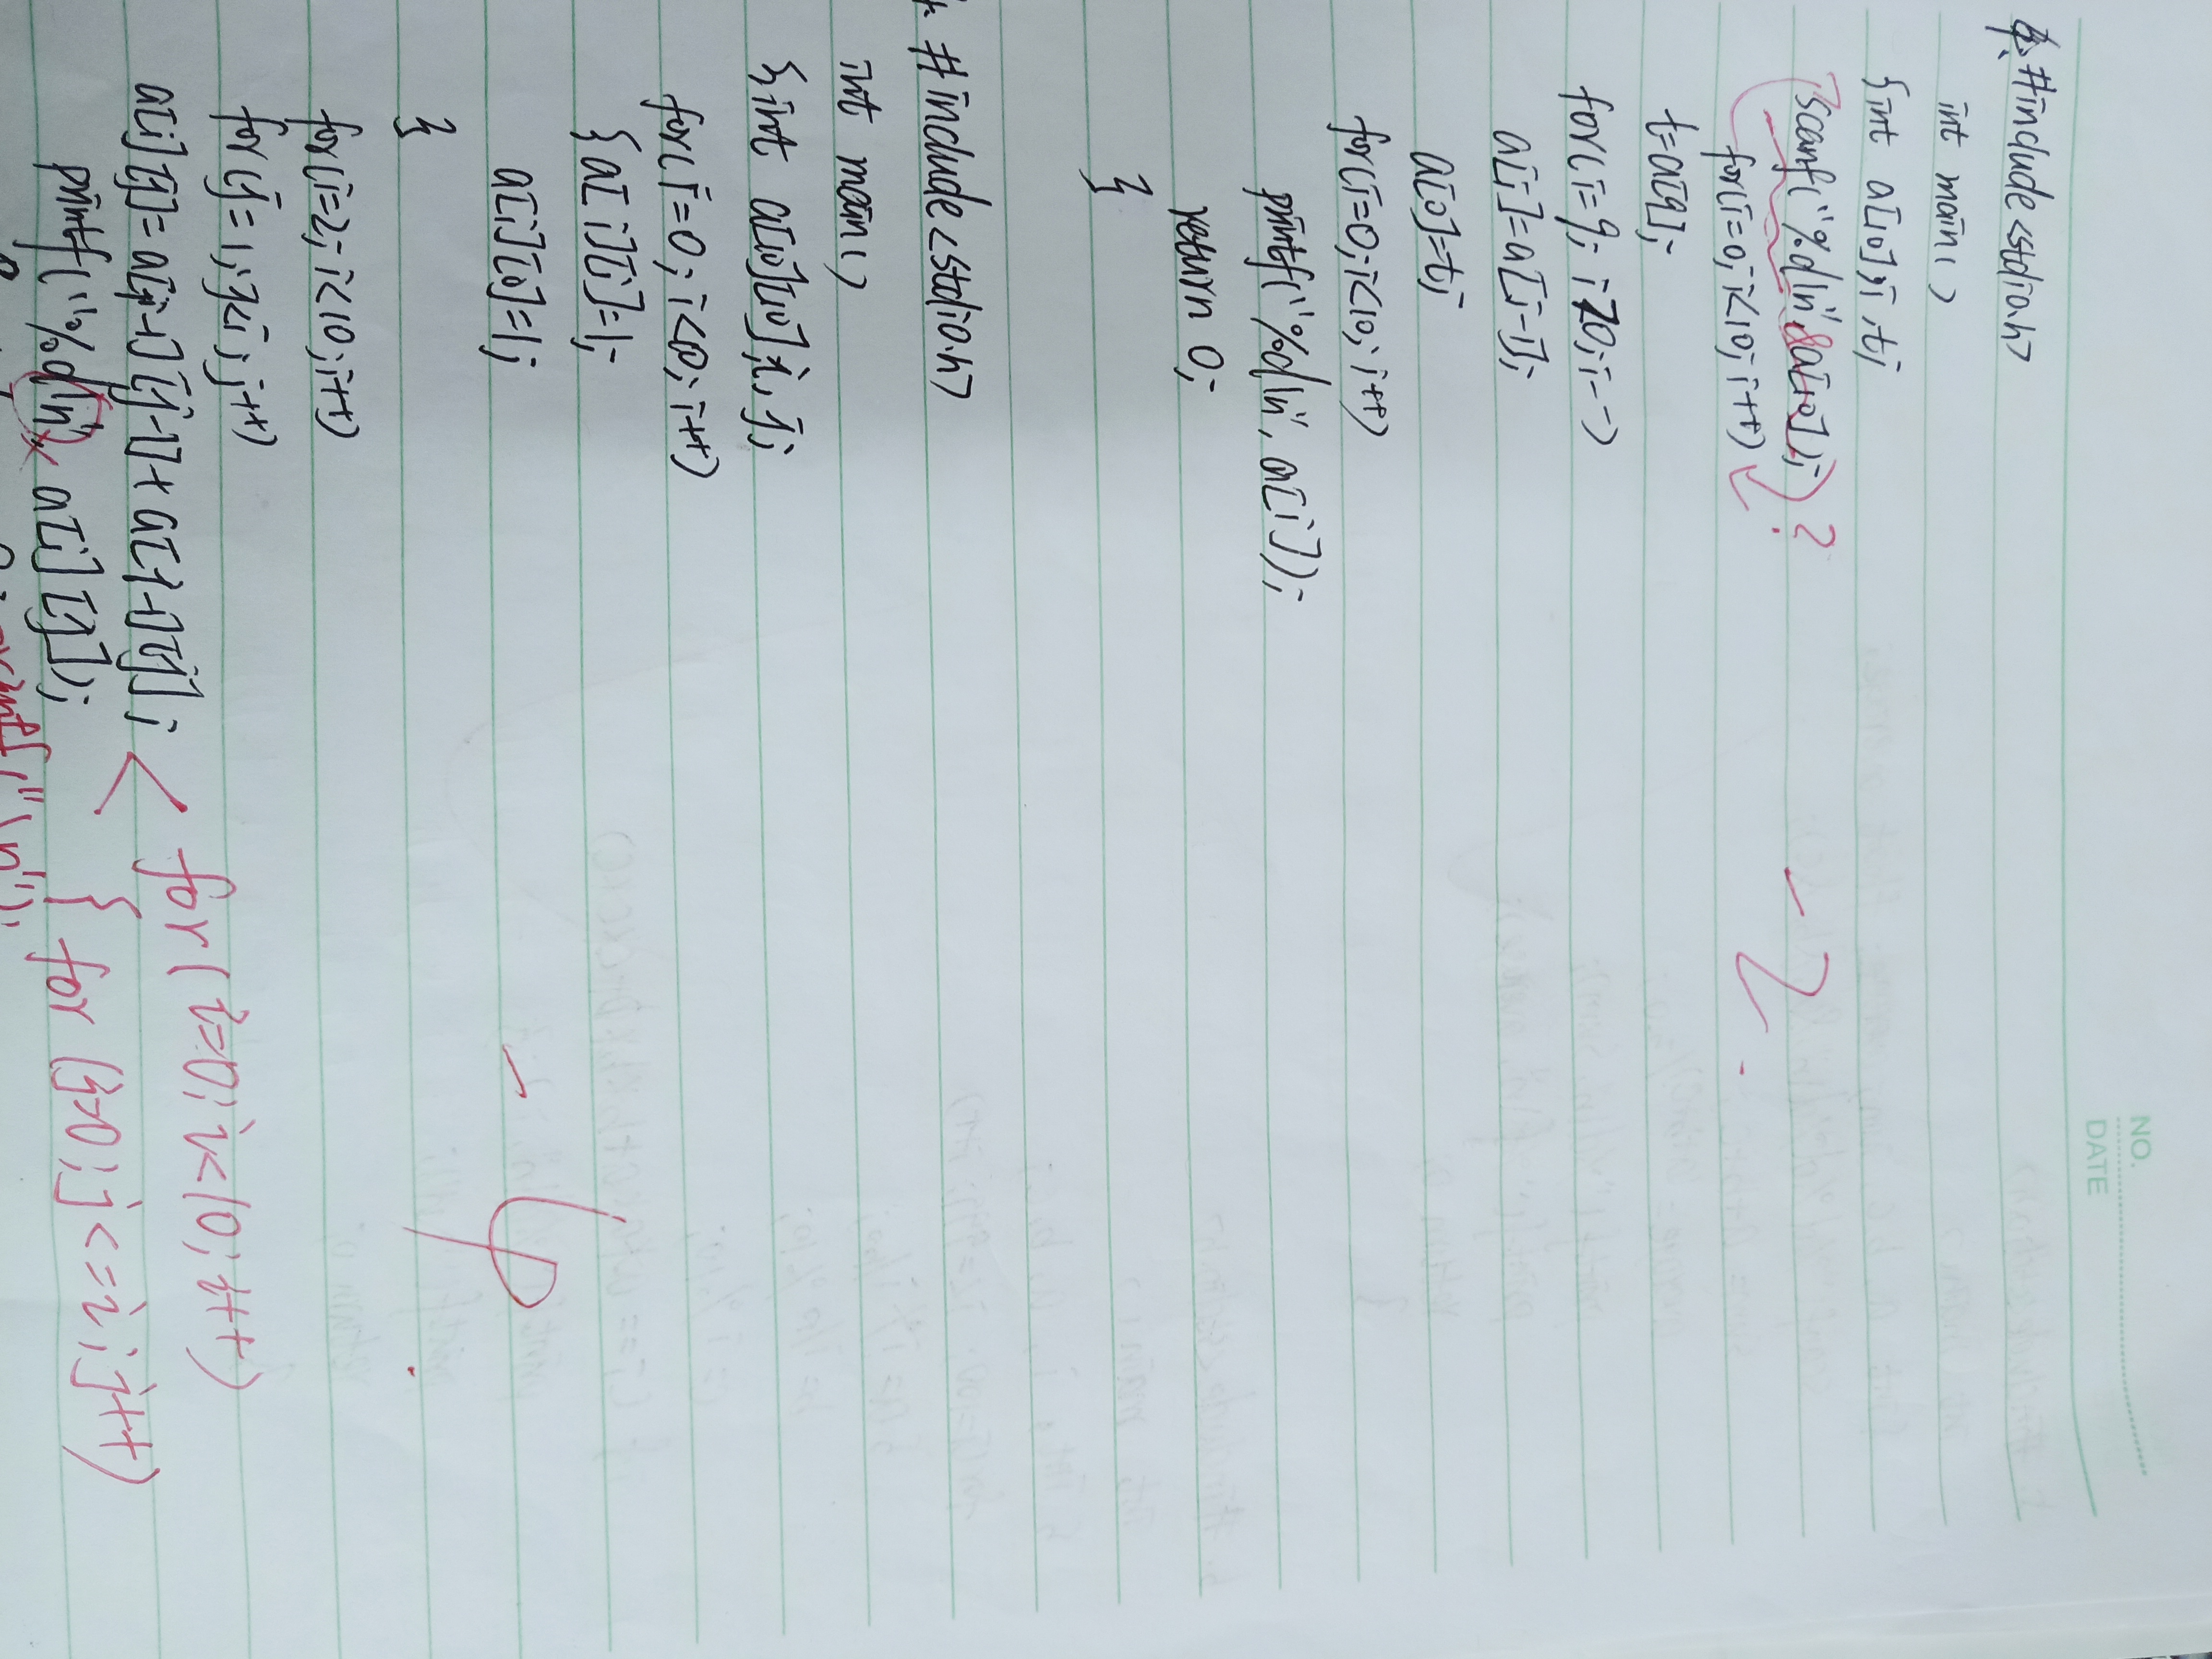 NO.
DATE
4. #include<stdio.h>
int main()
{int a[10],i,t;
scanf("%d\n"&a[10]); ?
for(i=0;i<10;i++)
t=a[9];
for(i=9;i>0;i--)
a[i]=a[i-1];
a[0]=t;
for(i=0;i<10;i++)
printf("%d\n",a[i]);
return 0;
}
-2.
#include<stdio.h>
int main()
{int a[10][10],i,j;
for(i=0;i<10;i++)
{a[i][i]=1;
a[i][0]=1;
}
-6.
for(i=2;i<10;i++)
for(j=1;j<i;j++)
a[i][j]=a[i-1][j-1]+a[i-1][j];
for(i=0;i<10;i++)
printf("%d\n", a[i][j]);
{ for(j=0;j<=i;j++)
printf("\n");